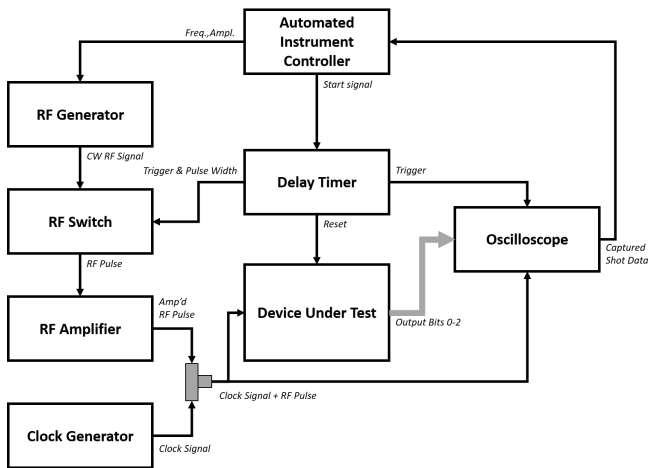 Automated
Instrument
Controller
Freq.,Ampl.
Start signal
RF Generator
CW RF Signal
Trigger & Pulse Width
Delay Timer
Trigger
RF Switch
Reset
Oscilloscope
Captured
Shot Data
RF Pulse
Device Under Test
Output Bits 0-2
RF Amplifier
Amp'd
RF Pulse
Clock Signal + RF Pulse
Clock Generator
Clock Signal